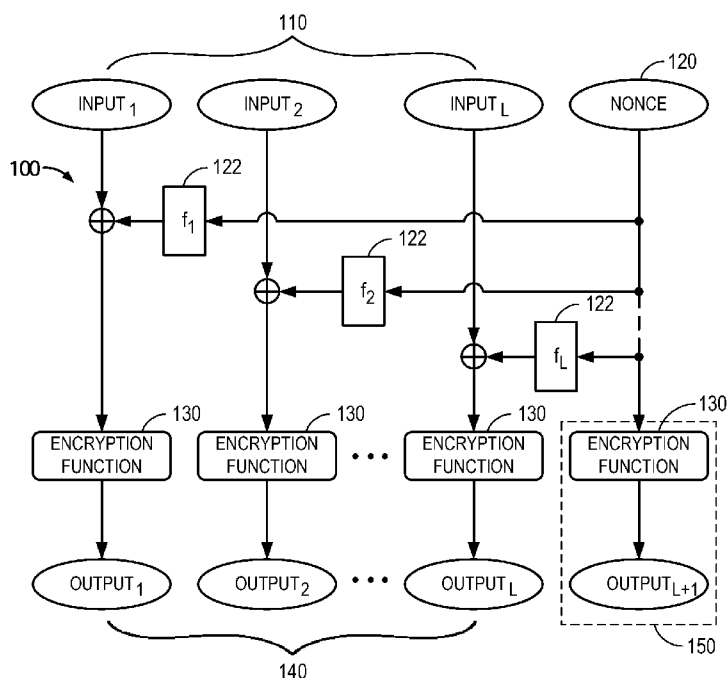 110
120
INPUT1 INPUT2 INPUTL NONCE
100
122
f1
122
f2
122
fL
130 130 130 130
ENCRYPTION FUNCTION
ENCRYPTION FUNCTION
• • •
ENCRYPTION FUNCTION
ENCRYPTION FUNCTION
OUTPUT1 OUTPUT2 • • • OUTPUTL OUTPUTL+1
140
150